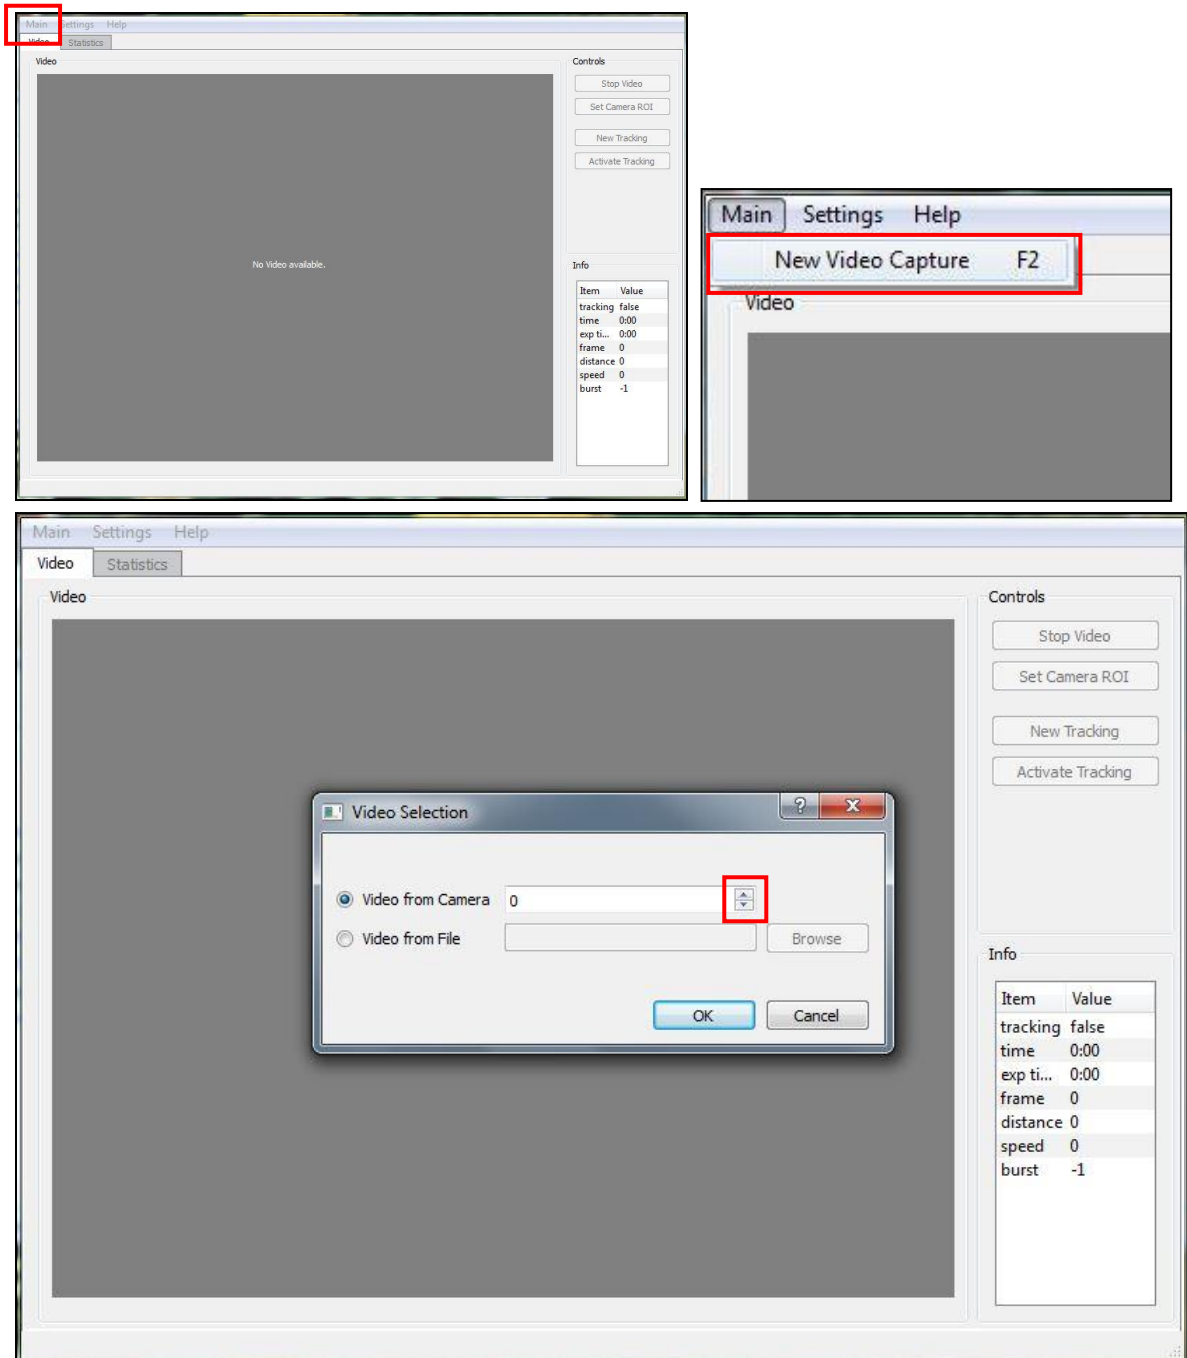 Main Settings Help
Video Statistics
Video
No Video available.
Controls
Stop Video
Set Camera ROI
New Tracking
Activate Tracking
Info
Item Value
tracking false
time 0:00
exp ti... 0:00
frame 0
distance 0
speed 0
burst -1
Main Settings Help
New Video Capture F2
Video
Main Settings Help
Video Statistics
Video
Video Selection
Video from Camera 0
Video from File Browse
OK Cancel
Controls
Stop Video
Set Camera ROI
New Tracking
Activate Tracking
Info
Item Value
tracking false
time 0:00
exp ti... 0:00
frame 0
distance 0
speed 0
burst -1